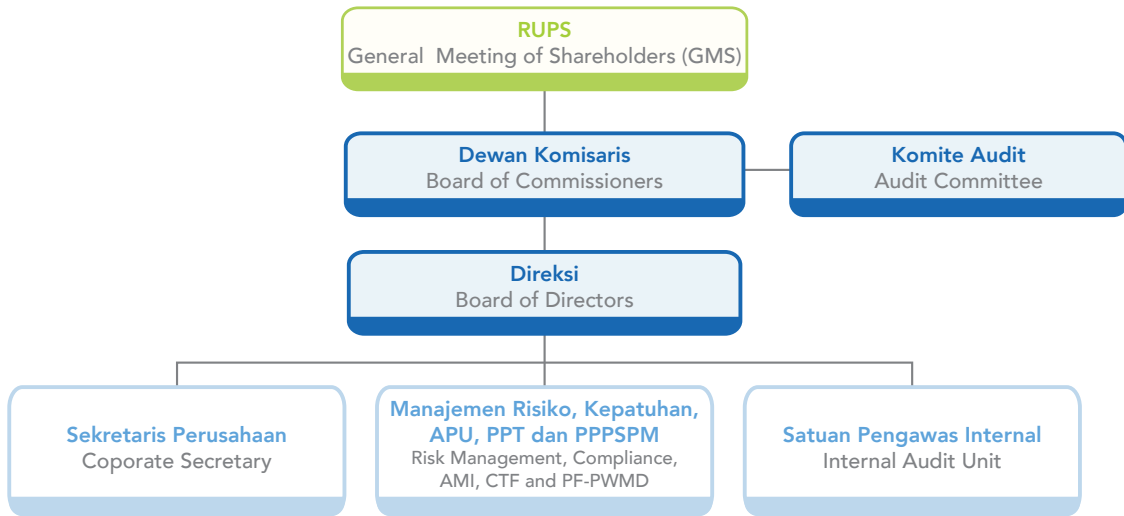 RUPS
General Meeting of Shareholders (GMS)
Dewan Komisaris
Board of Commissioners
Komite Audit
Audit Committee
Direksi
Board of Directors
Sekretaris Perusahaan
Coporate Secretary
Manajemen Risiko, Kepatuhan,
APU, PPT dan PPPSPM
Risk Management, Compliance,
AMI, CTF and PF-PWMD
Satuan Pengawas Internal
Internal Audit Unit